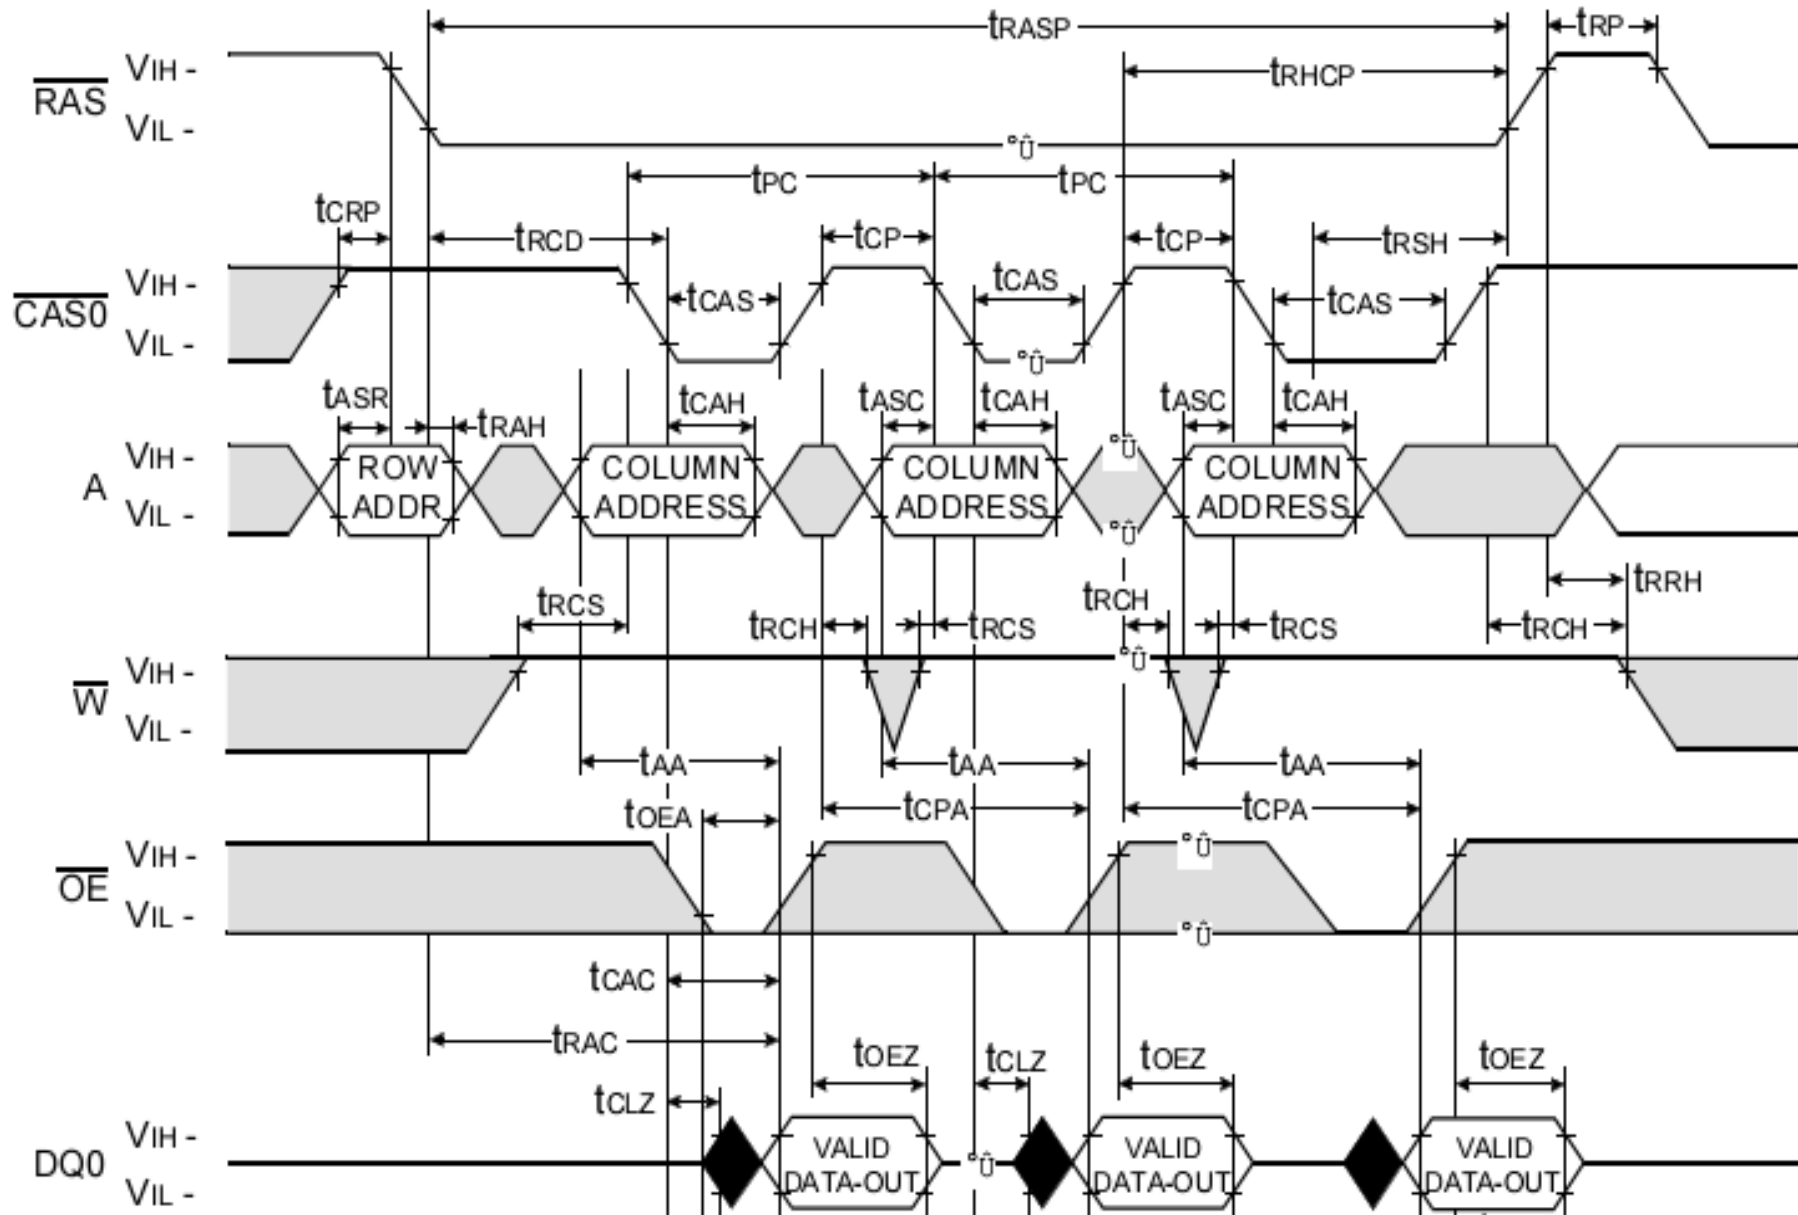 tRASP tRP
RAS VIH - tRHCP
VIL - °Û
tPC tPC
tCRP tRCD tCP tCP tRSH
CAS0 VIH - tCAS tCAS tCAS
VIL - °Û
tASR tRAH tCAH tASC tCAH tASC tCAH
A VIH - ROW COLUMN COLUMN °Û COLUMN
VIL - ADDR ADDRESS ADDRESS °Û ADDRESS
tRRH
tRCS tRCH tRCS tRCH tRCS tRCH
W VIH - °Û
VIL -
tAA tAA tAA
tOEA tCPA tCPA
OE VIH - °Û
VIL - °Û
tCAC
tRAC
tOEZ tCLZ tOEZ tOEZ
tCLZ
DQ0 VIH - VALID VALID VALID
VIL - DATA-OUT °Û DATA-OUT DATA-OUT